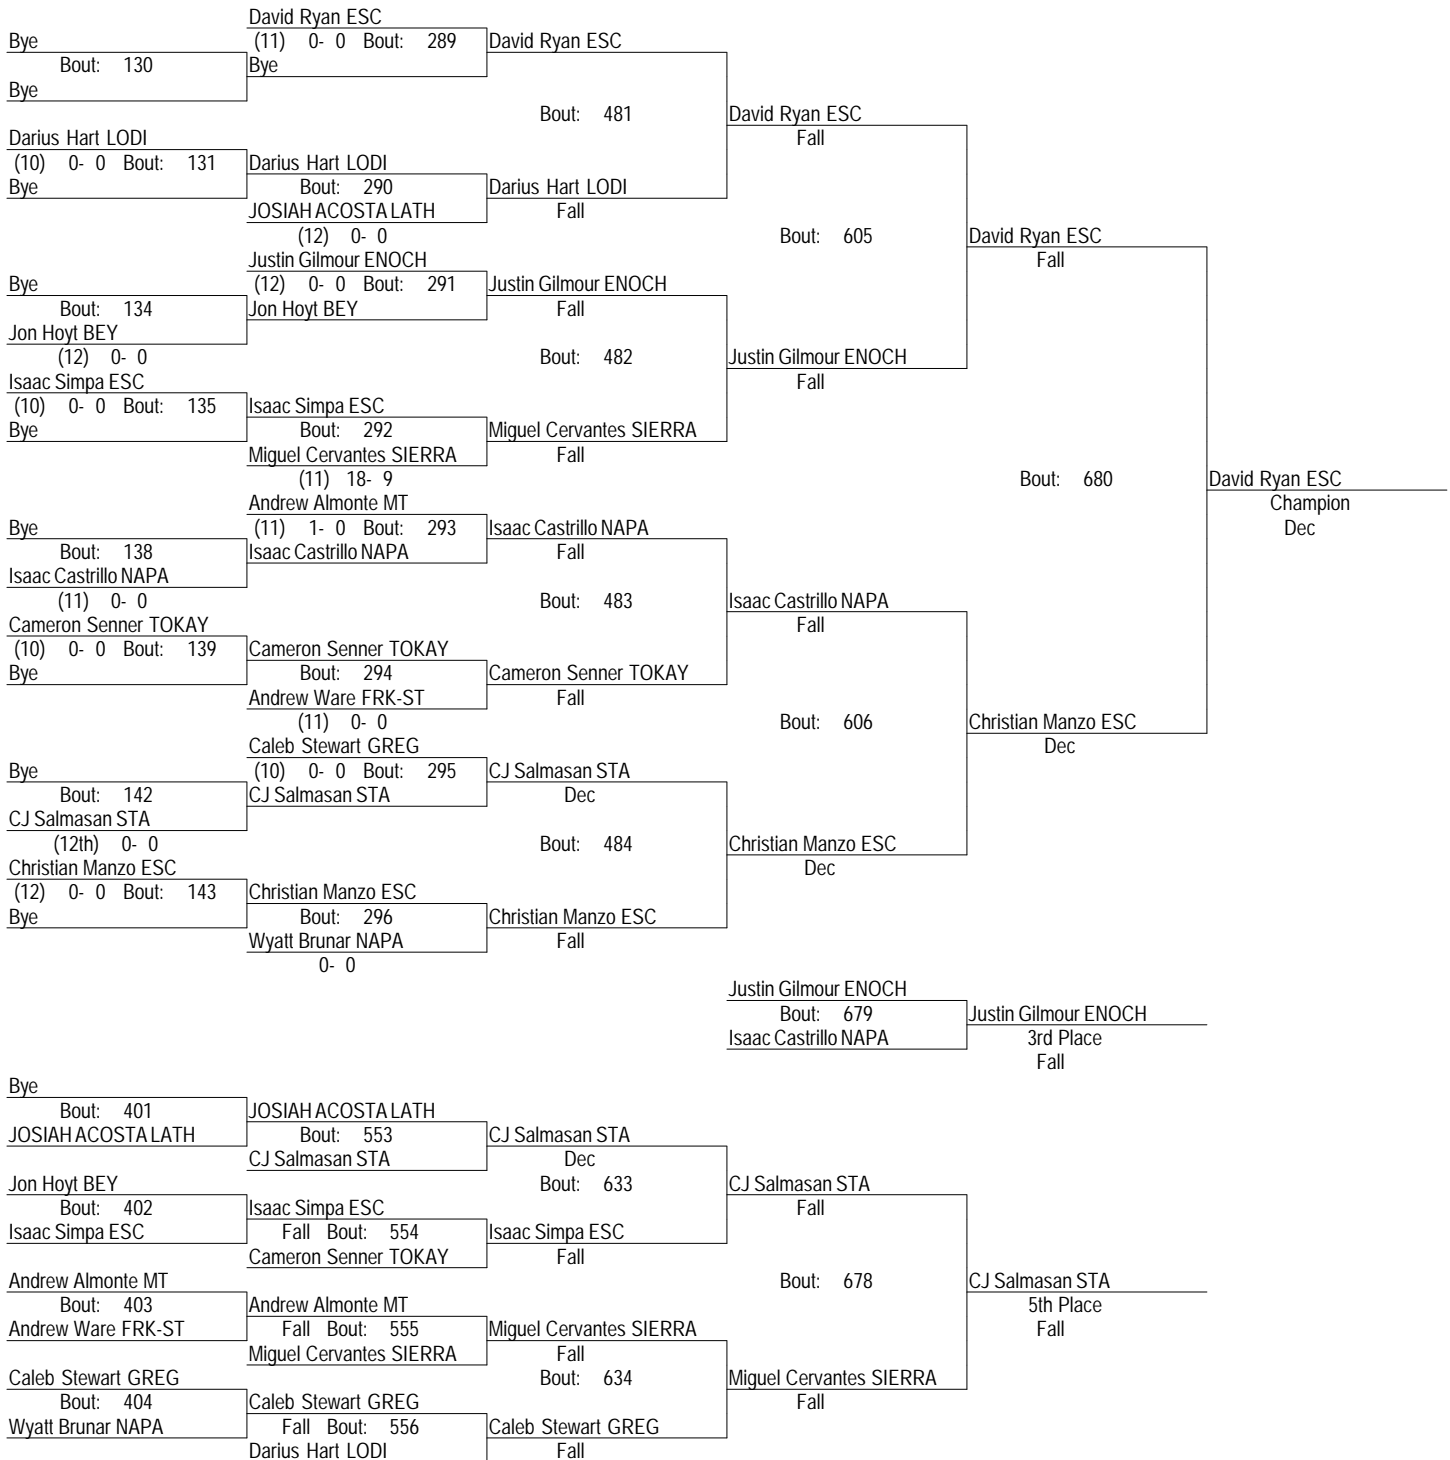 David Ryan ESC
Bye (11) 0- 0 Bout: 289 David Ryan ESC
Bout: 130 Bye
Bye
Bout: 481 David Ryan ESC
Darius Hart LODI Fall
(10) 0- 0 Bout: 131 Darius Hart LODI
Bye Bout: 290 Darius Hart LODI
JOSIAH ACOSTA LATH Fall
(12) 0- 0 Bout: 605 David Ryan ESC
Justin Gilmour ENOCH Fall
Bye (12) 0- 0 Bout: 291 Justin Gilmour ENOCH
Bout: 134 Jon Hoyt BEY Fall
Jon Hoyt BEY
(12) 0- 0 Bout: 482 Justin Gilmour ENOCH
Isaac Simpa ESC Fall
(10) 0- 0 Bout: 135 Isaac Simpa ESC
Bye Bout: 292 Miguel Cervantes SIERRA
Miguel Cervantes SIERRA Fall
(11) 18- 9 Bout: 680 David Ryan ESC
Andrew Almonte MT Champion
Bye (11) 1- 0 Bout: 293 Isaac Castrillo NAPA Dec
Bout: 138 Isaac Castrillo NAPA Fall
Isaac Castrillo NAPA
(11) 0- 0 Bout: 483 Isaac Castrillo NAPA
Cameron Senner TOKAY Fall
(10) 0- 0 Bout: 139 Cameron Senner TOKAY
Bye Bout: 294 Cameron Senner TOKAY
Andrew Ware FRK-ST Fall
(11) 0- 0 Bout: 606 Christian Manzo ESC
Caleb Stewart GREG Dec
Bye (10) 0- 0 Bout: 295 CJ Salmasan STA
Bout: 142 CJ Salmasan STA Dec
CJ Salmasan STA
(12th) 0- 0 Bout: 484 Christian Manzo ESC
Christian Manzo ESC Dec
(12) 0- 0 Bout: 143 Christian Manzo ESC
Bye Bout: 296 Christian Manzo ESC
Wyatt Brunar NAPA Fall
0- 0
Justin Gilmour ENOCH
Bout: 679 Justin Gilmour ENOCH
Isaac Castrillo NAPA 3rd Place
Fall
Bye
Bout: 401 JOSIAH ACOSTA LATH
JOSIAH ACOSTA LATH Bout: 553 CJ Salmasan STA
CJ Salmasan STA Dec
Jon Hoyt BEY Bout: 633 CJ Salmasan STA
Bout: 402 Isaac Simpa ESC Fall
Isaac Simpa ESC Fall Bout: 554 Isaac Simpa ESC
Cameron Senner TOKAY Fall
Andrew Almonte MT Bout: 678 CJ Salmasan STA
Bout: 403 Andrew Almonte MT 5th Place
Andrew Ware FRK-ST Fall Bout: 555 Miguel Cervantes SIERRA Fall
Miguel Cervantes SIERRA Fall
Caleb Stewart GREG Bout: 634 Miguel Cervantes SIERRA
Bout: 404 Caleb Stewart GREG Fall
Wyatt Brunar NAPA Fall Bout: 556 Caleb Stewart GREG
Darius Hart LODI Fall